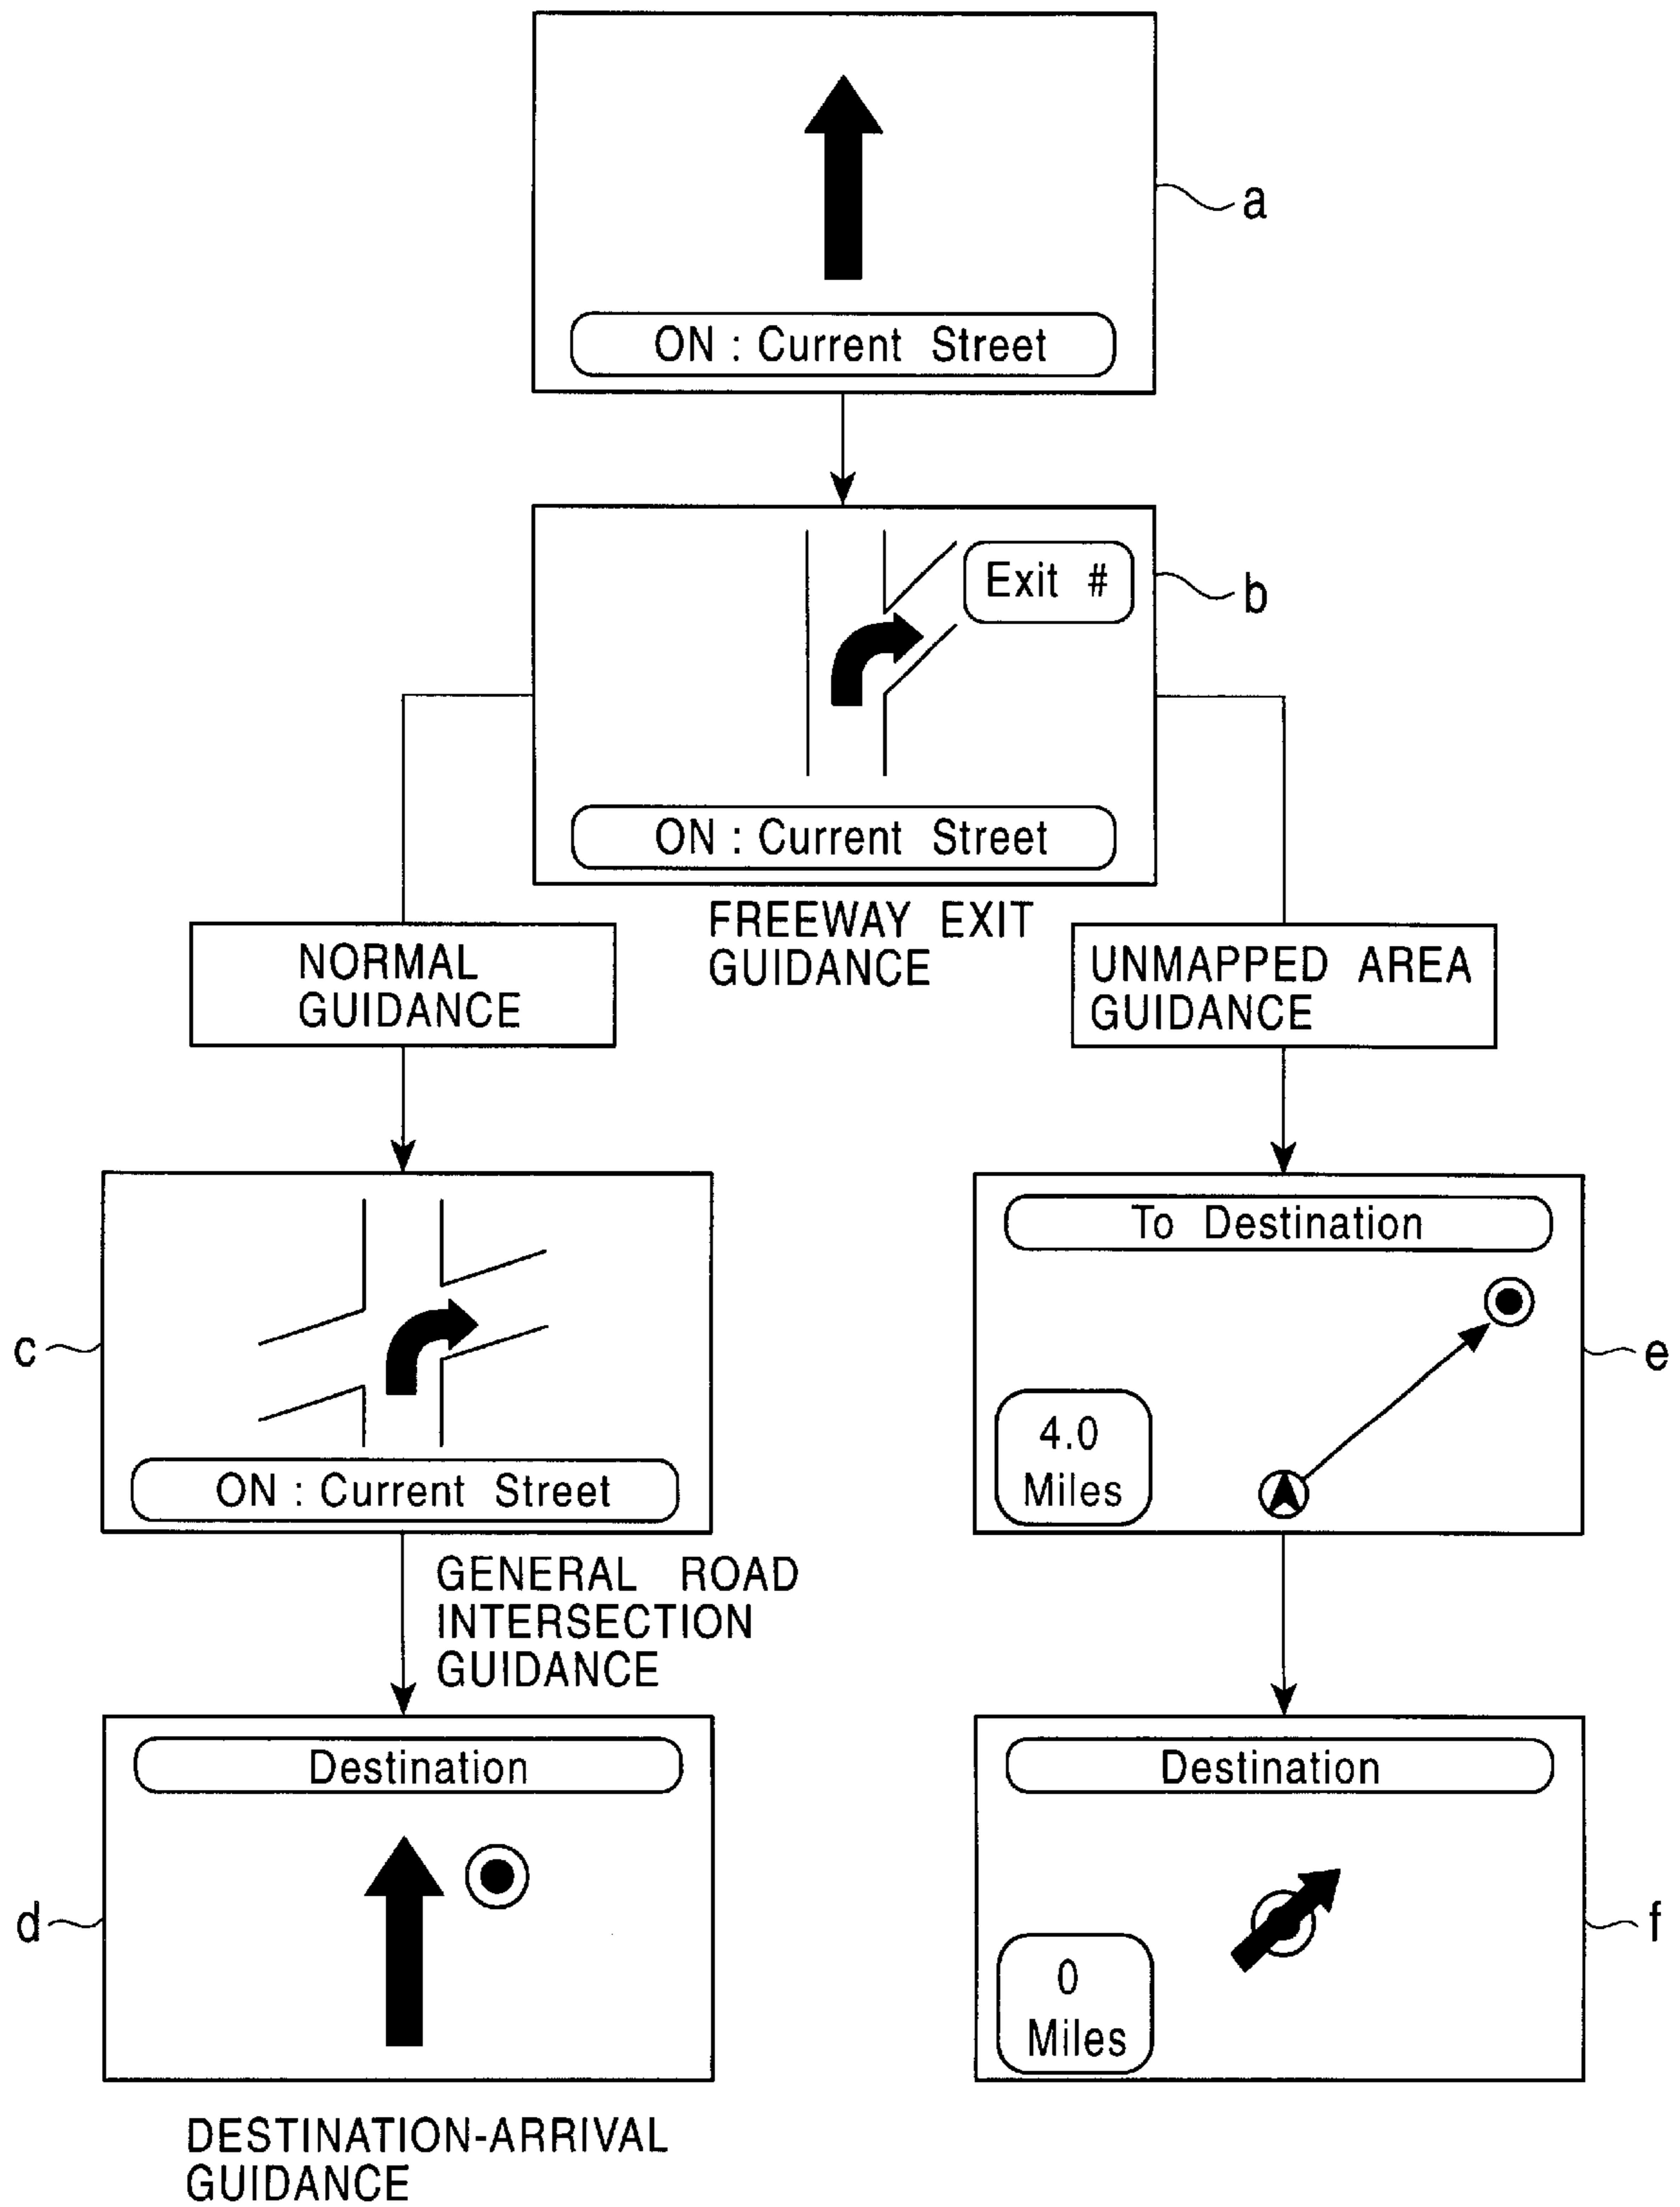 a
ON : Current Street
Exit #
b
ON : Current Street
FREEWAY EXIT
GUIDANCE
NORMAL
GUIDANCE
UNMAPPED AREA
GUIDANCE
c
ON : Current Street
To Destination
4.0
Miles
e
GENERAL ROAD
INTERSECTION
GUIDANCE
Destination
d
DESTINATION-ARRIVAL
GUIDANCE
Destination
0
Miles
f